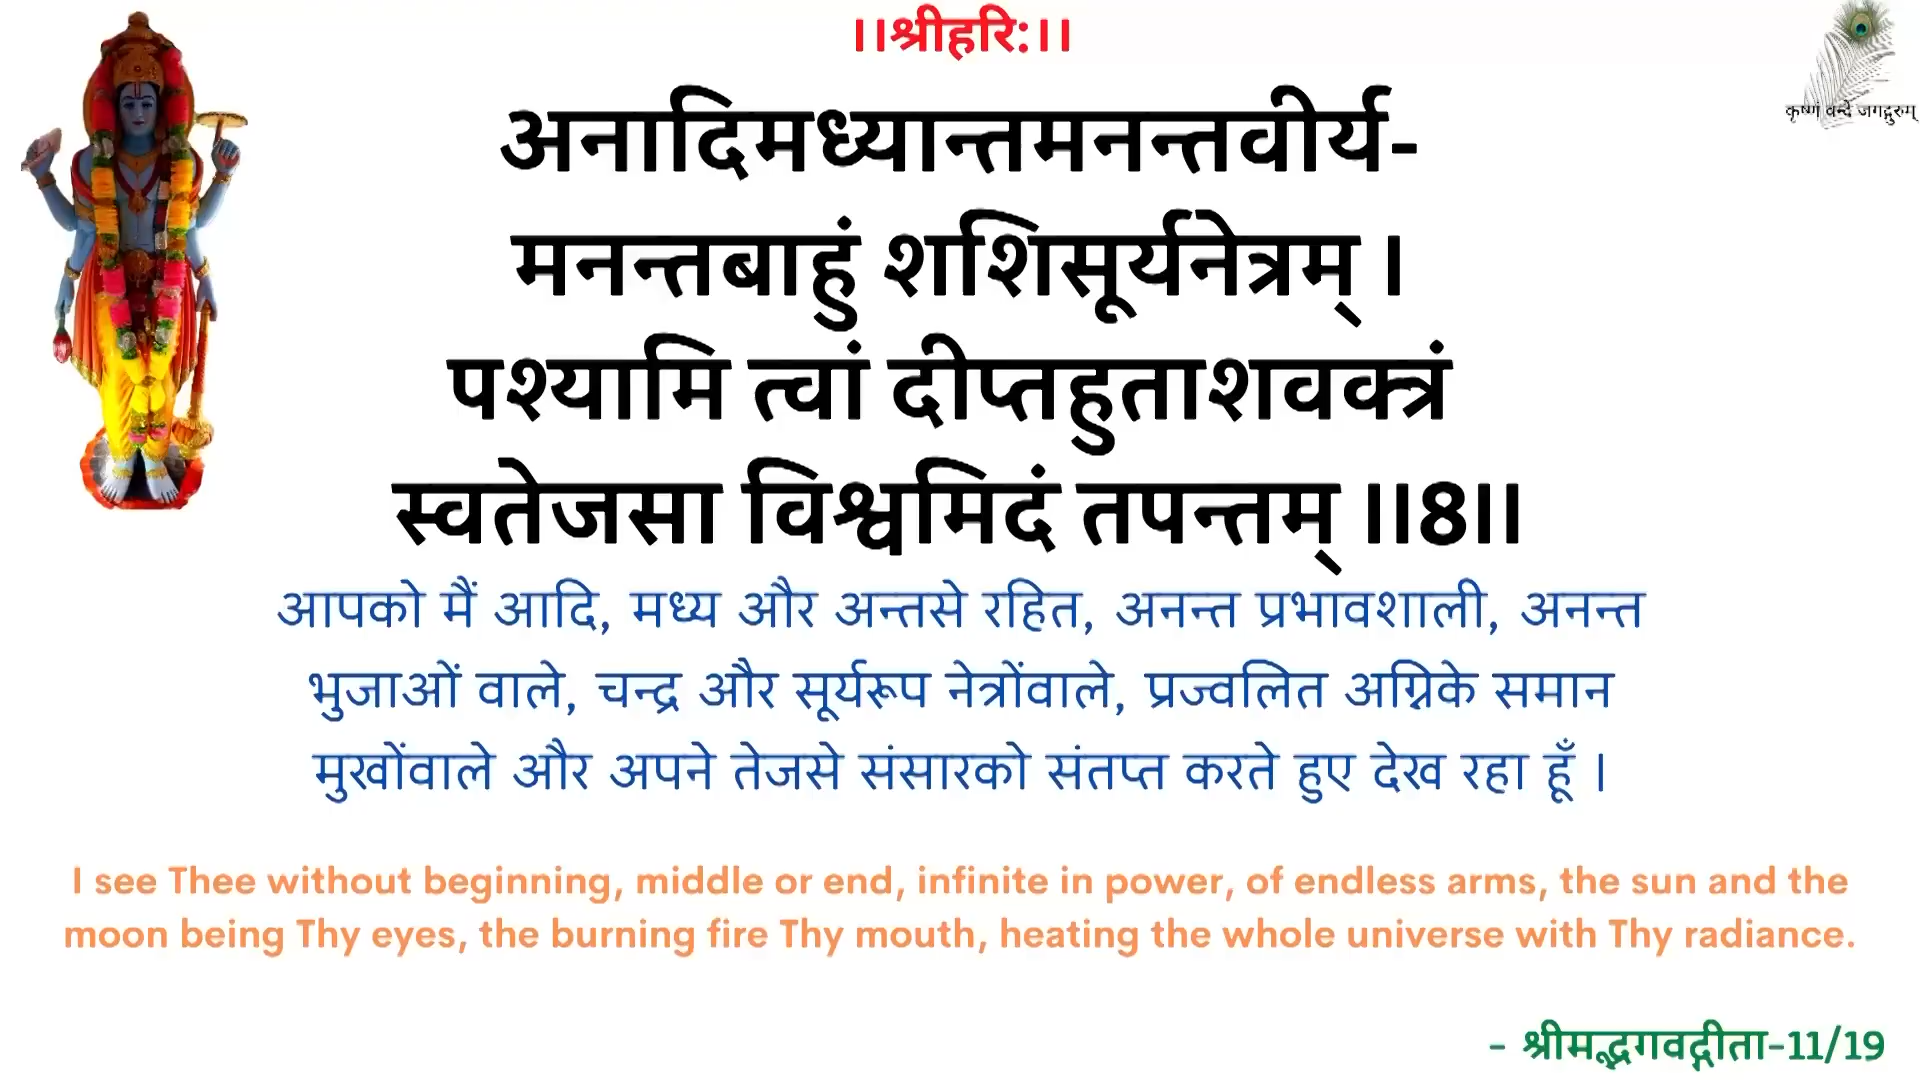 ।।श्रीहरि:।।
कृष्णं वन्दे जगद्गुरुम्
अनादिमध्यान्तमनन्तवीर्य-
मनन्तबाहुं शशिसूर्यनेत्रम् ।
पश्यामि त्वां दीप्तहुताशवक्त्रं
स्वतेजसा विश्वमिदं तपन्तम् ।।8।।
आपको मैं आदि, मध्य और अन्तसे रहित, अनन्त प्रभावशाली, अनन्त
भुजाओं वाले, चन्द्र और सूर्यरूप नेत्रोंवाले, प्रज्वलित अग्निके समान
मुखोंवाले और अपने तेजसे संसारको संतप्त करते हुए देख रहा हूँ ।
I see Thee without beginning, middle or end, infinite in power, of endless arms, the sun and the
moon being Thy eyes, the burning fire Thy mouth, heating the whole universe with Thy radiance.
- श्रीमद्भगवद्गीता-11/19